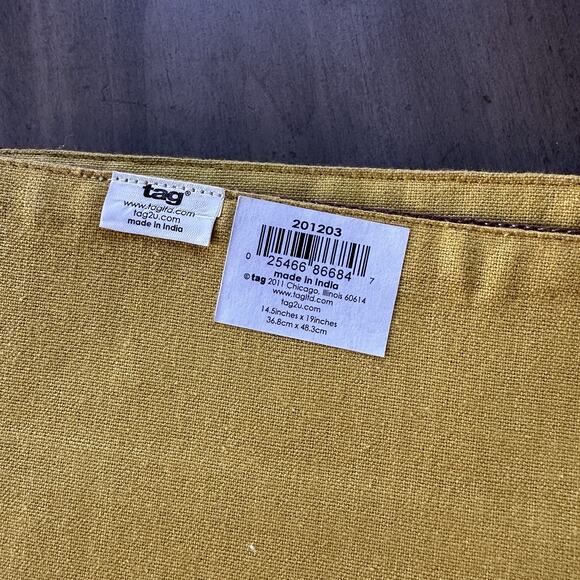 tag®
www.tagltd.com
tag2u.com
made in India
201203
0 25466 86684 7
made in India
© tag 2011 Chicago, Illinois 60614
www.tagltd.com
tag2u.com
14.5inches x 19inches
36.8cm x 48.3cm